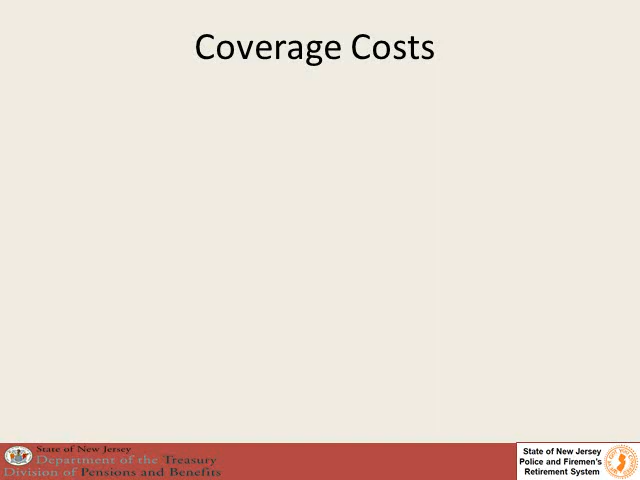 Coverage Costs
State of New Jersey
Department of the Treasury
Division of Pensions and Benefits
State of New Jersey
Police and Firemen's
Retirement System